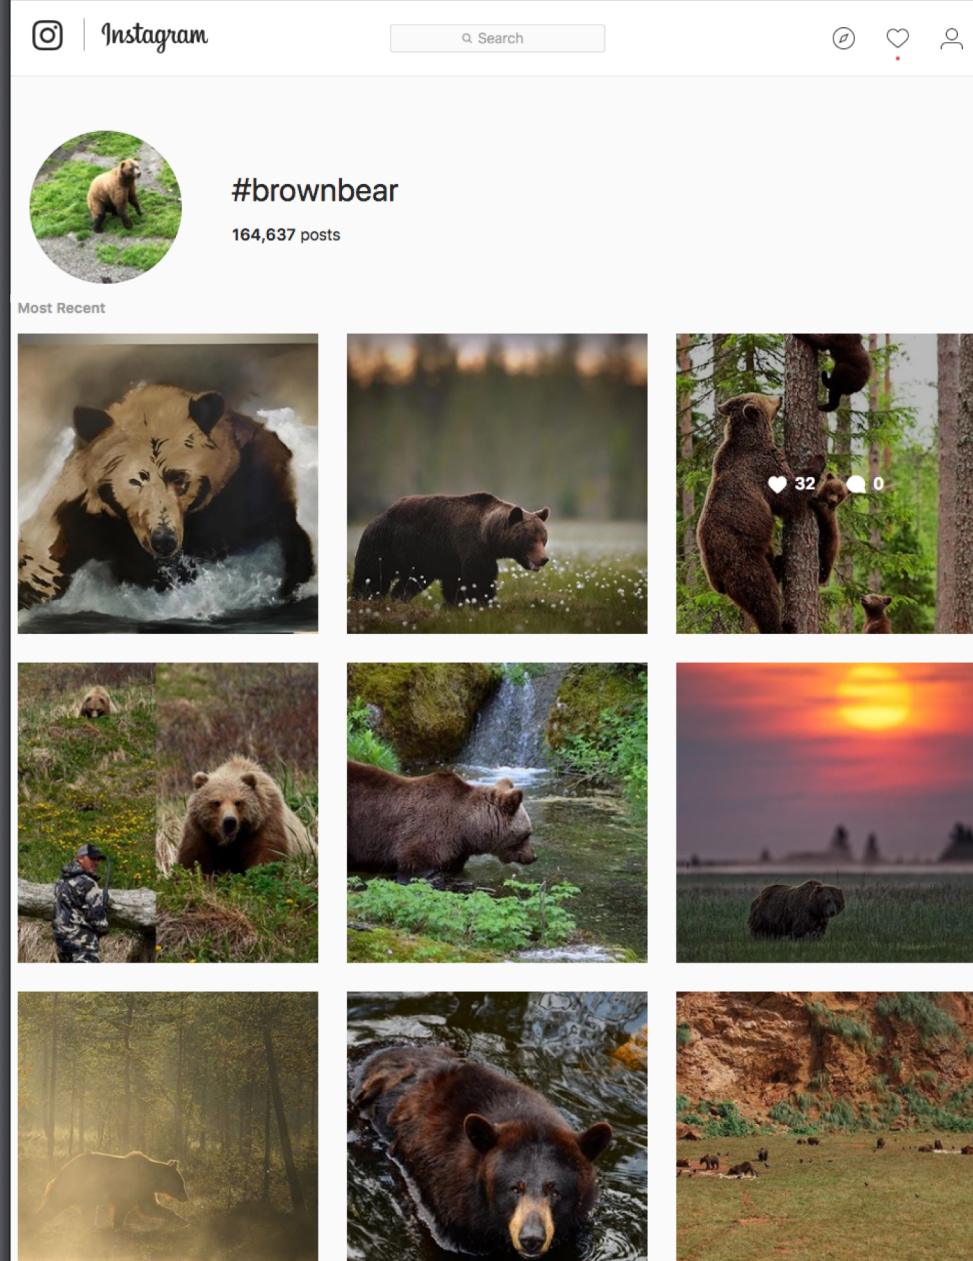 Instagram
Search
#brownbear
164,637 posts
Most Recent
32 0